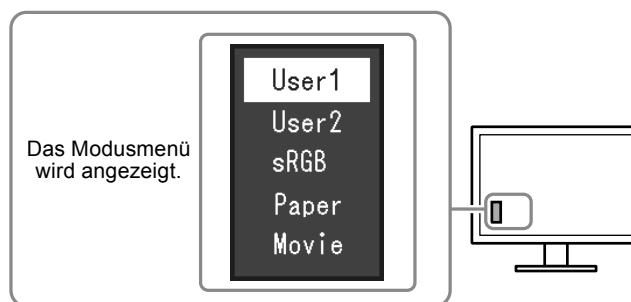 Das Modusmenü
wird angezeigt.
User1
User2
sRGB
Paper
Movie